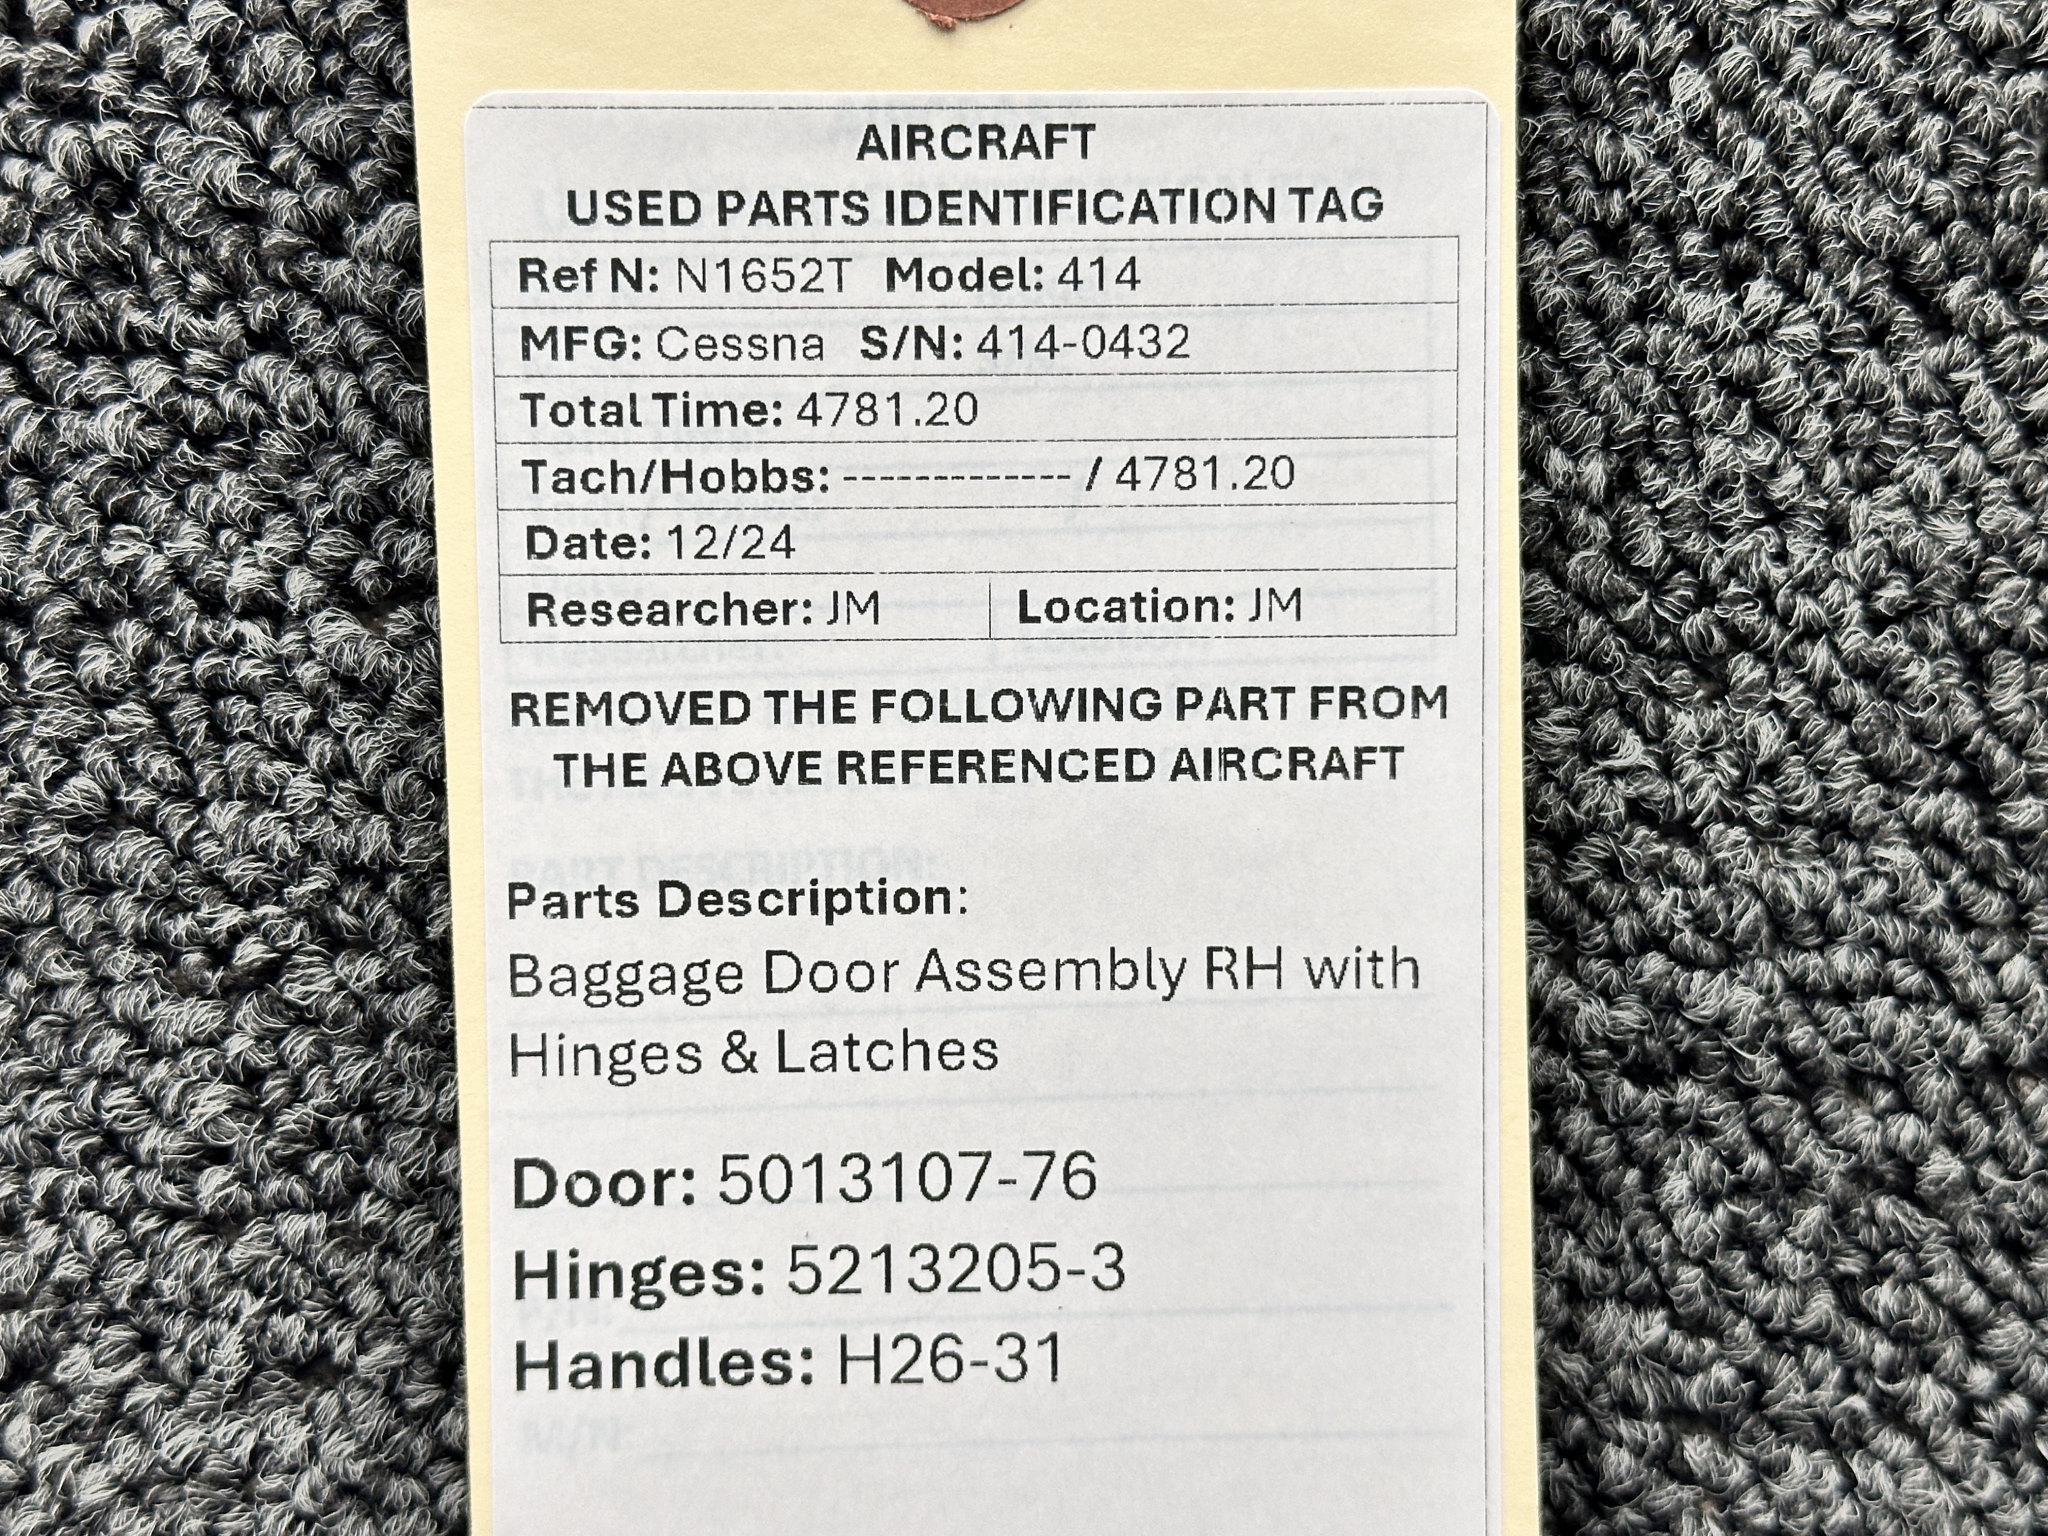 AIRCRAFT
USED PARTS IDENTIFICATION TAG
Ref N: N1652T Model: 414
MFG: Cessna S/N: 414-0432
Total Time: 4781.20
Tach/Hobbs: ------------- / 4781.20
Date: 12/24
Researcher: JM Location: JM
REMOVED THE FOLLOWING PART FROM
THE ABOVE REFERENCED AIRCRAFT
PART DESCRIPTION:
Parts Description:
Baggage Door Assembly RH with
Hinges & Latches
Door: 5013107-76
Hinges: 5213205-3
P/N:
Handles: H26-31
M/N: